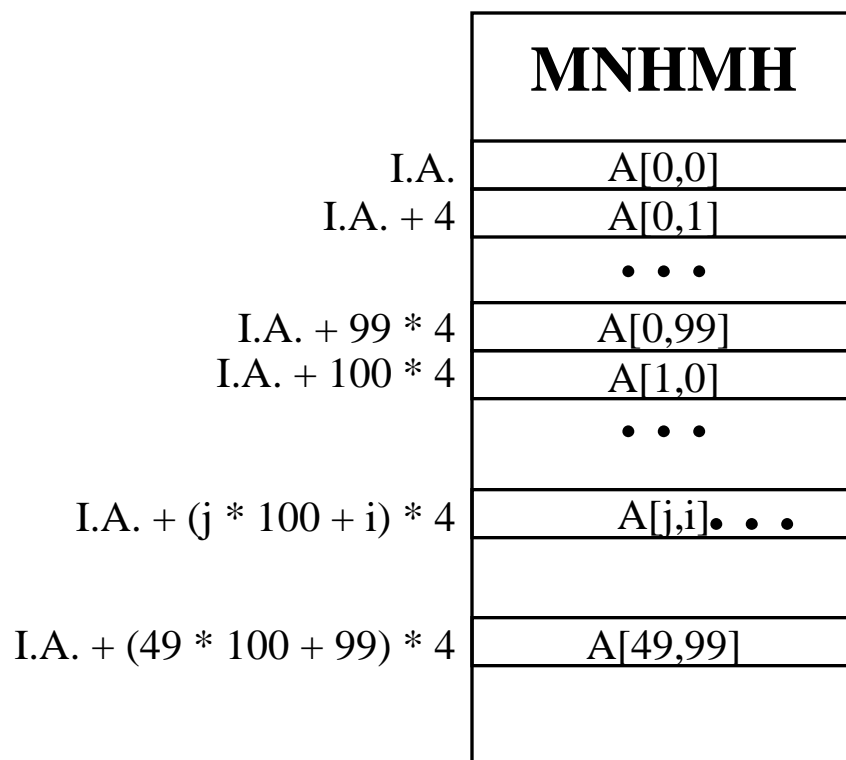 ΜΝΗΜΗ
I.A. A[0,0]
I.A. + 4 A[0,1]
• • •
I.A. + 99 * 4 A[0,99]
I.A. + 100 * 4 A[1,0]
• • •
I.A. + (j * 100 + i) * 4 A[j,i]• • •
I.A. + (49 * 100 + 99) * 4 A[49,99]